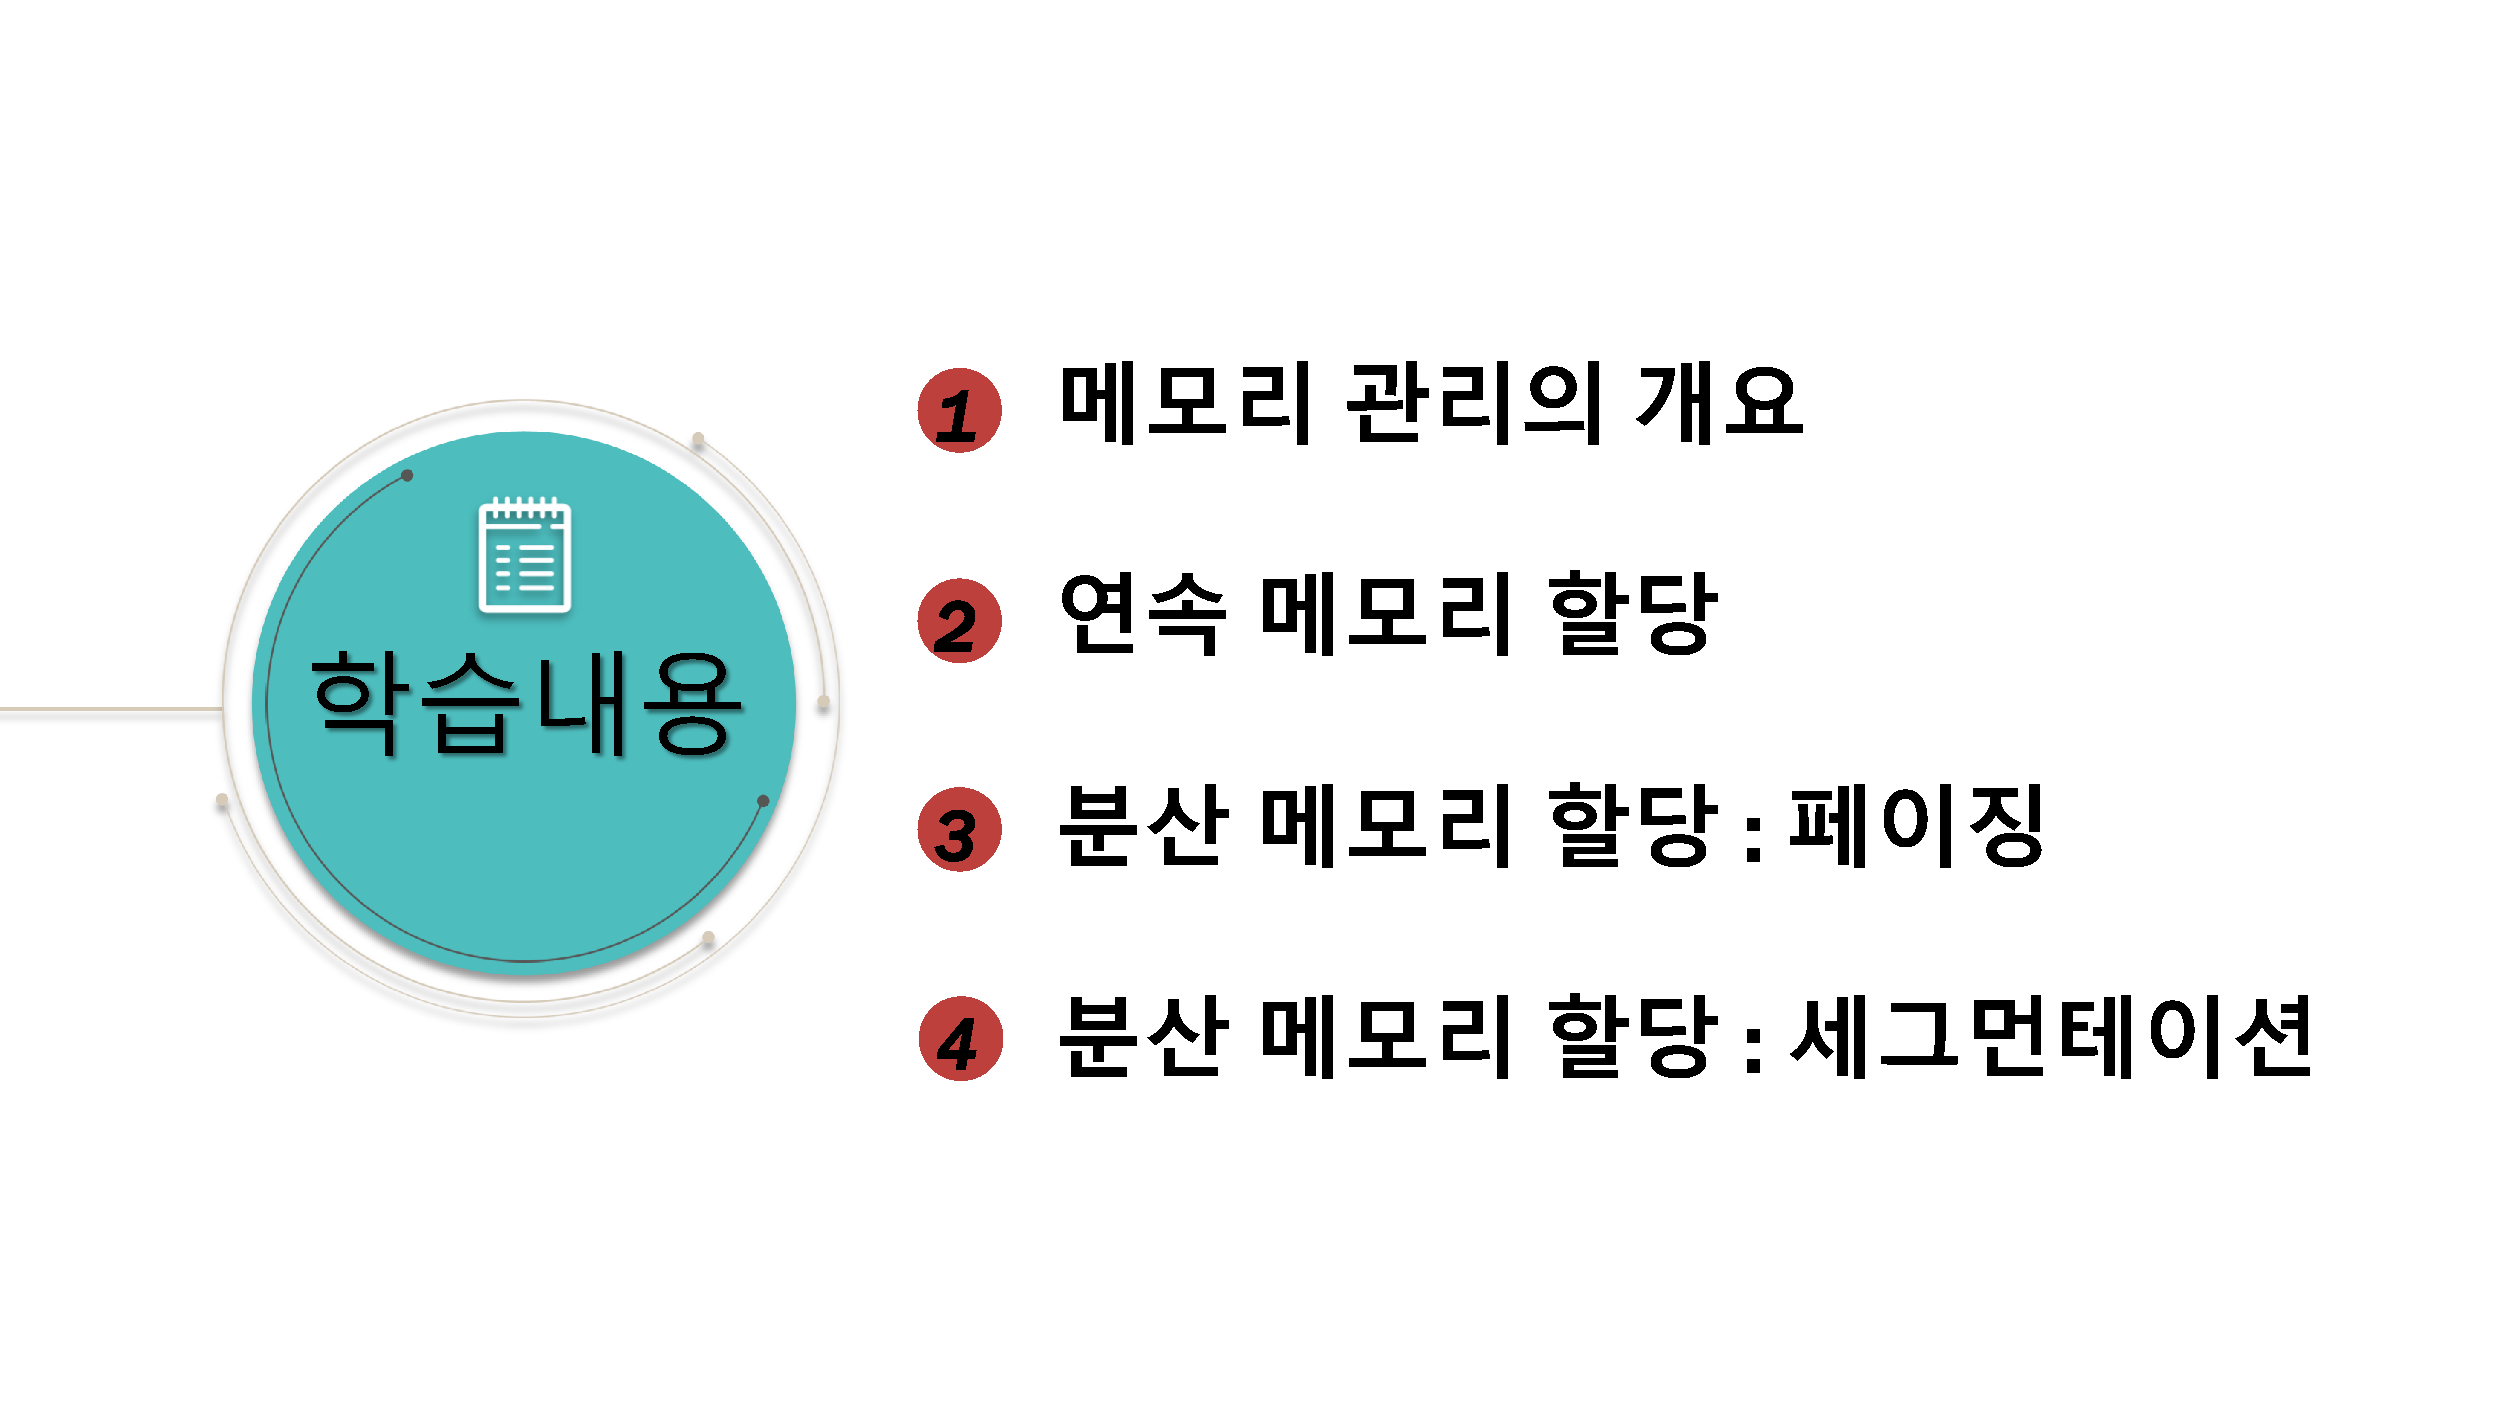 학습내용
1 메모리 관리의 개요
2 연속 메모리 할당
3 분산 메모리 할당 : 페이징
4 분산 메모리 할당 : 세그먼테이션